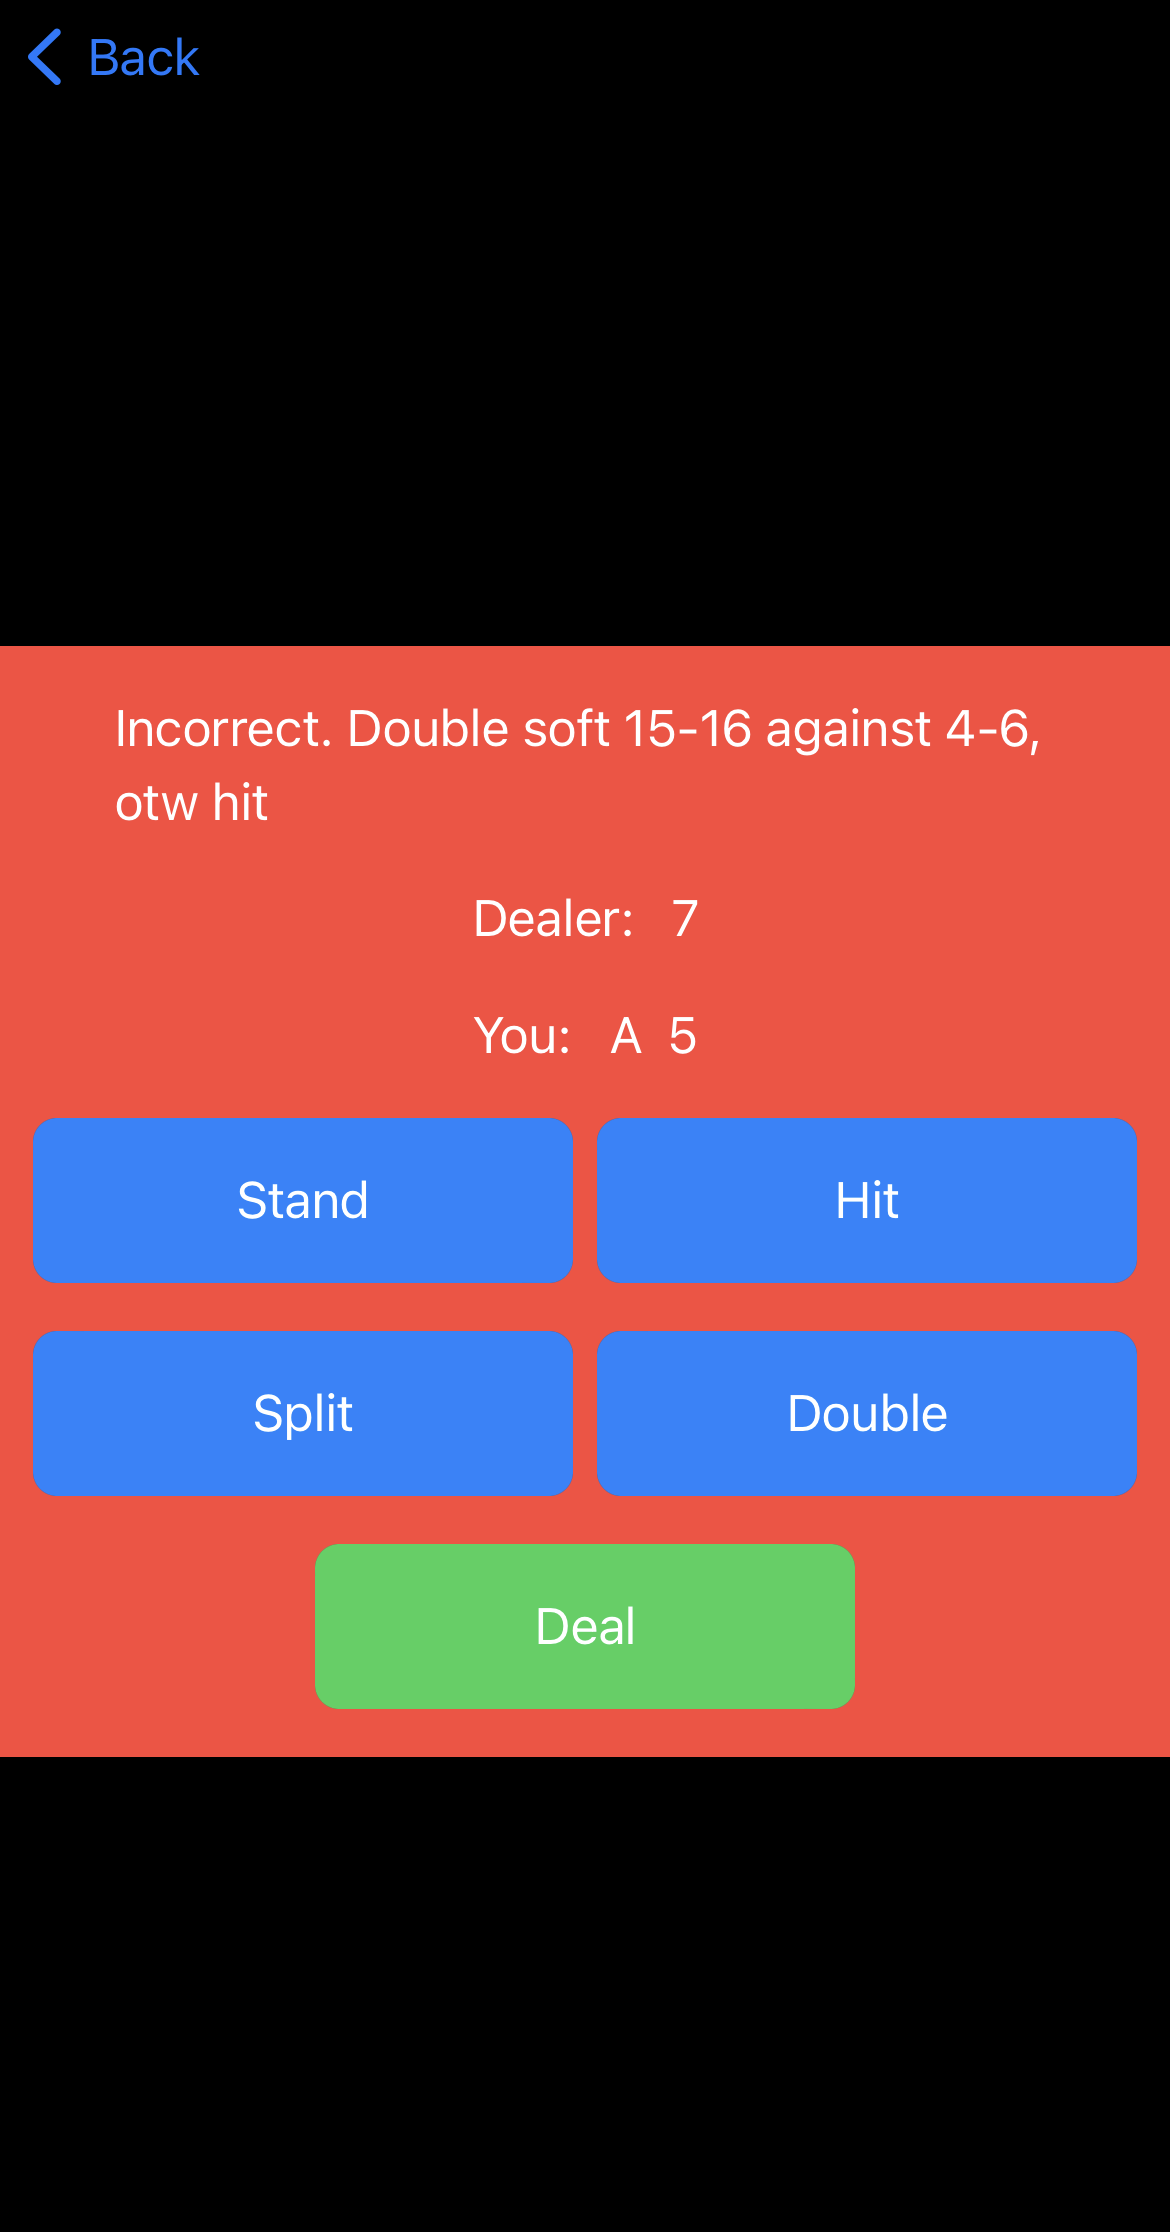 Back
Incorrect. Double soft 15-16 against 4-6,
otw hit
Dealer: 7
You: A 5
Stand
Hit
Split
Double
Deal